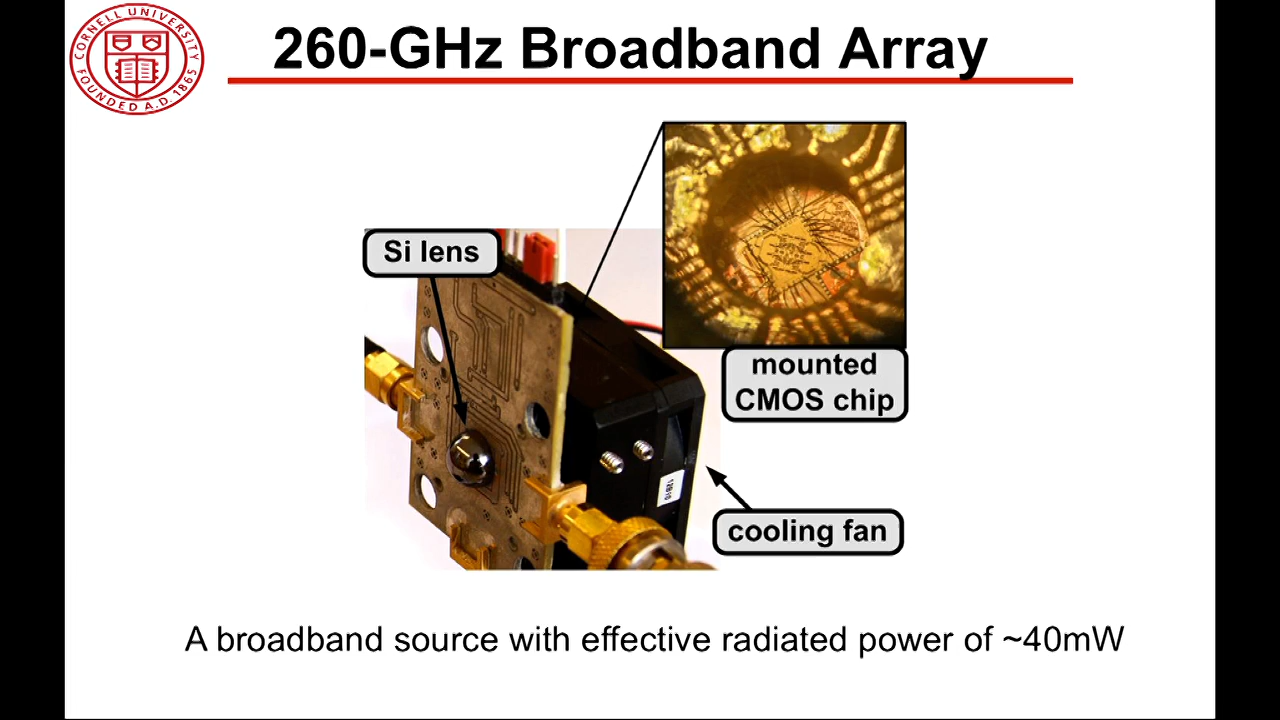 CORNELL UNIVERSITY
FOUNDED A.D. 1865
260-GHz Broadband Array
Si lens
mounted
CMOS chip
cooling fan
A broadband source with effective radiated power of ~40mW